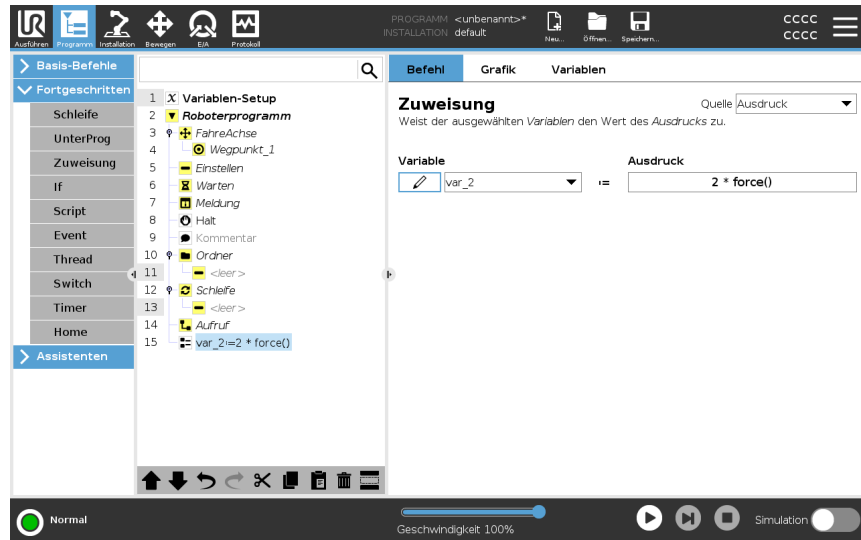 PROGRAMM <unbenannt>*
INSTALLATION default
Ausführen Programm Installation Bewegen E/A Protokoll
Neu... Öffnen... Speichern...
CCCC
CCCC
Basis-Befehle
Fortgeschritten
Schleife
UnterProg
Zuweisung
If
Script
Event
Thread
Switch
Timer
Home
Assistenten
1 X Variablen-Setup
2 Roboterprogramm
3 FahreAchse
4 Wegpunkt_1
5 Einstellen
6 Warten
7 Meldung
8 Halt
9 Kommentar
10 Ordner
11 <leer>
12 Schleife
13 <leer>
14 Aufruf
15 var_2:=2 * force()
Befehl Grafik Variablen
Zuweisung
Quelle Ausdruck
Weist der ausgewählten Variablen den Wert des Ausdrucks zu.
Variable Ausdruck
var_2 := 2 * force()
Normal
Geschwindigkeit 100%
Simulation